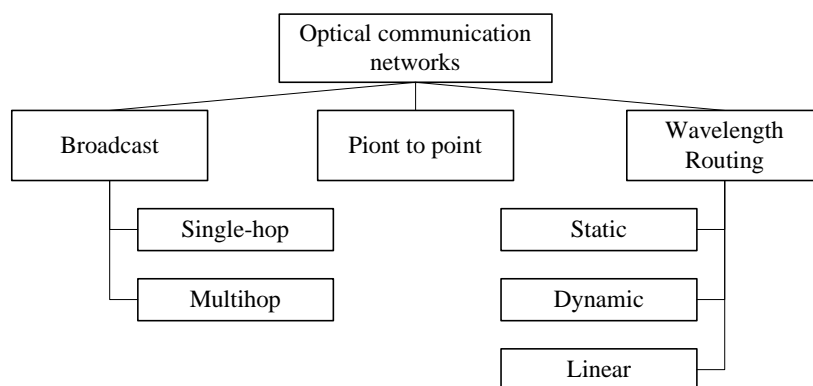 Optical communication
networks
Broadcast
Piont to point
Wavelength
Routing
Single-hop
Static
Multihop
Dynamic
Linear